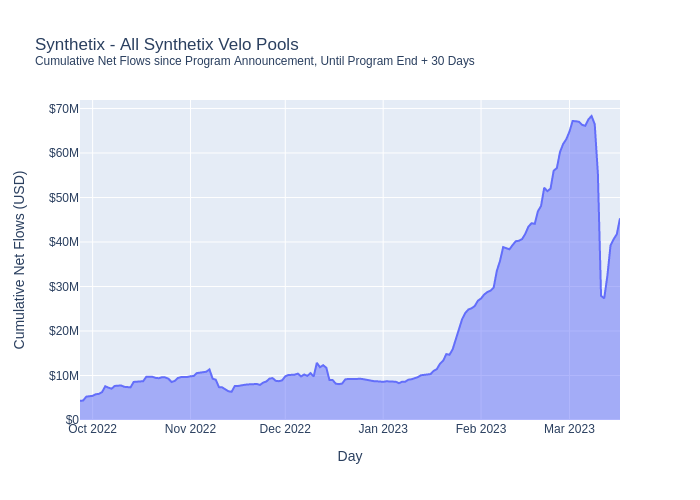 Synthetix - All Synthetix Velo Pools
Cumulative Net Flows since Program Announcement, Until Program End + 30 Days
Cumulative Net Flows (USD)
$70M
$60M
$50M
$40M
$30M
$20M
$10M
$0
Oct 2022
Nov 2022
Dec 2022
Jan 2023
Feb 2023
Mar 2023
Day